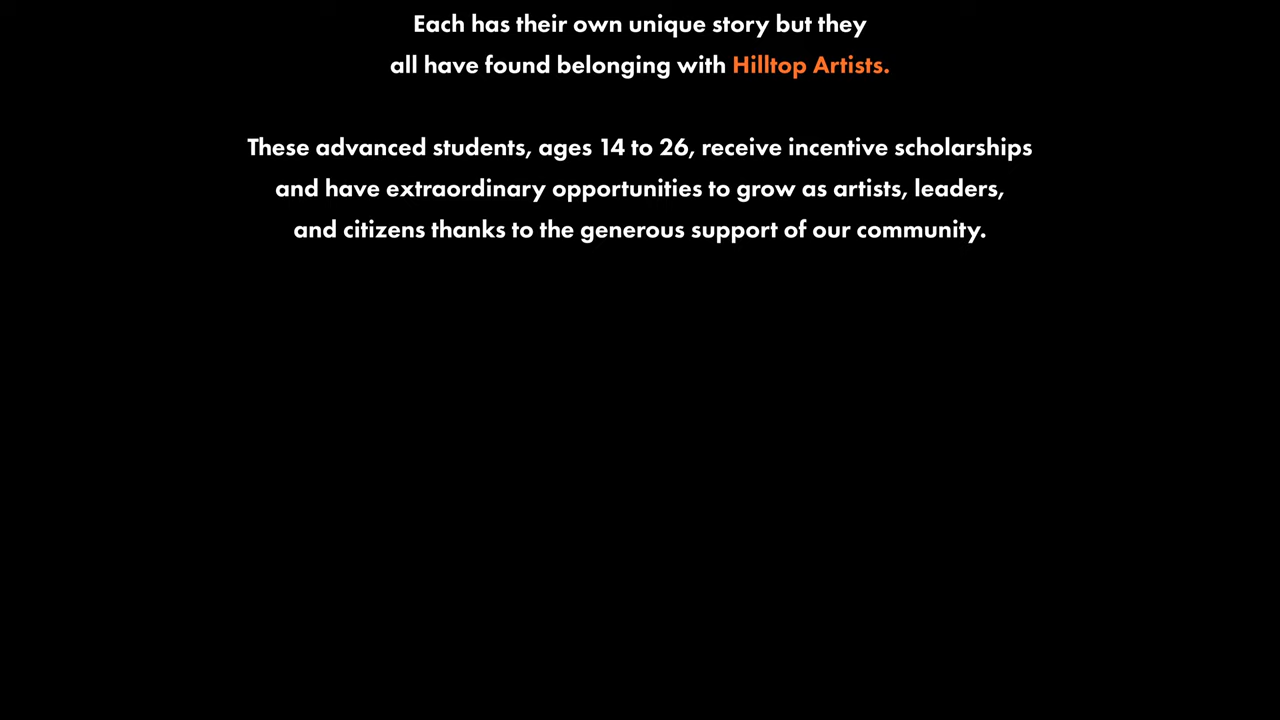 Each has their own unique story but they
all have found belonging with Hilltop Artists.
These advanced students, ages 14 to 26, receive incentive scholarships
and have extraordinary opportunities to grow as artists, leaders,
and citizens thanks to the generous support of our community.